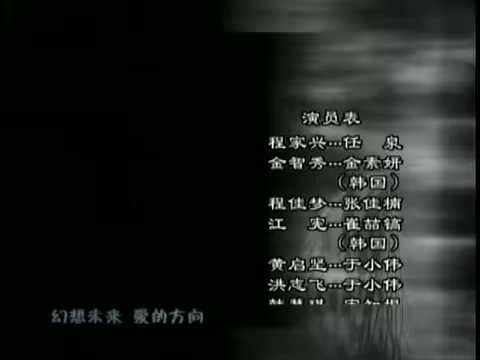 演员表
程家兴…任 泉
金智秀…金素妍
（韩国）
程佳梦…张佳楠
江 宪…崔喆镐
（韩国）
黄启坚…于小伟
洪志飞…于小伟
幻想未来 爱的方向